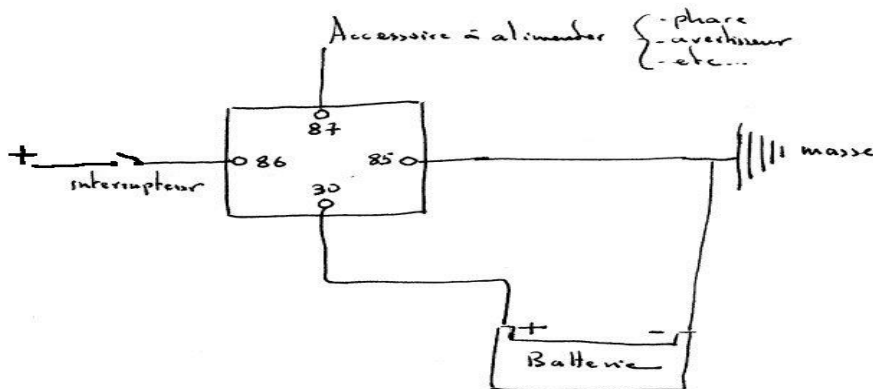 Accessoire à alimenter { - phare
- avertisseur
- etc...
87
+
86
85
masse
interrupteur
30
+ -
Batterie